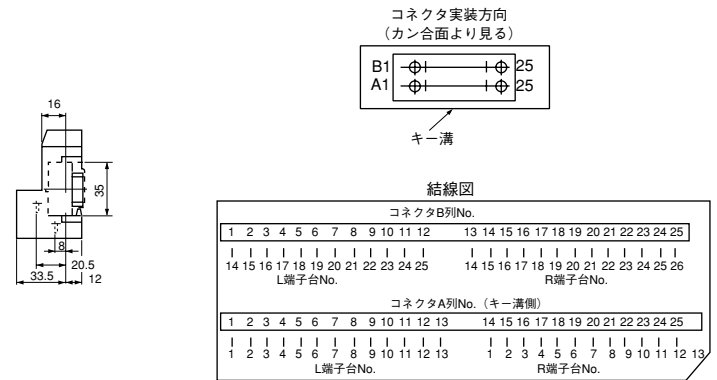 コネクタ実装方向
（カン合面より見る）
B1 25
A1 25
キー溝
16
35
8
20.5
33.5 12
結線図
コネクタB列No.
1 2 3 4 5 6 7 8 9 10 11 12 13 14 15 16 17 18 19 20 21 22 23 24 25
14 15 16 17 18 19 20 21 22 23 24 25 14 15 16 17 18 19 20 21 22 23 24 25 26
L端子台No. R端子台No.
コネクタA列No.（キー溝側）
1 2 3 4 5 6 7 8 9 10 11 12 13 14 15 16 17 18 19 20 21 22 23 24 25
1 2 3 4 5 6 7 8 9 10 11 12 13 1 2 3 4 5 6 7 8 9 10 11 12 13
L端子台No. R端子台No.